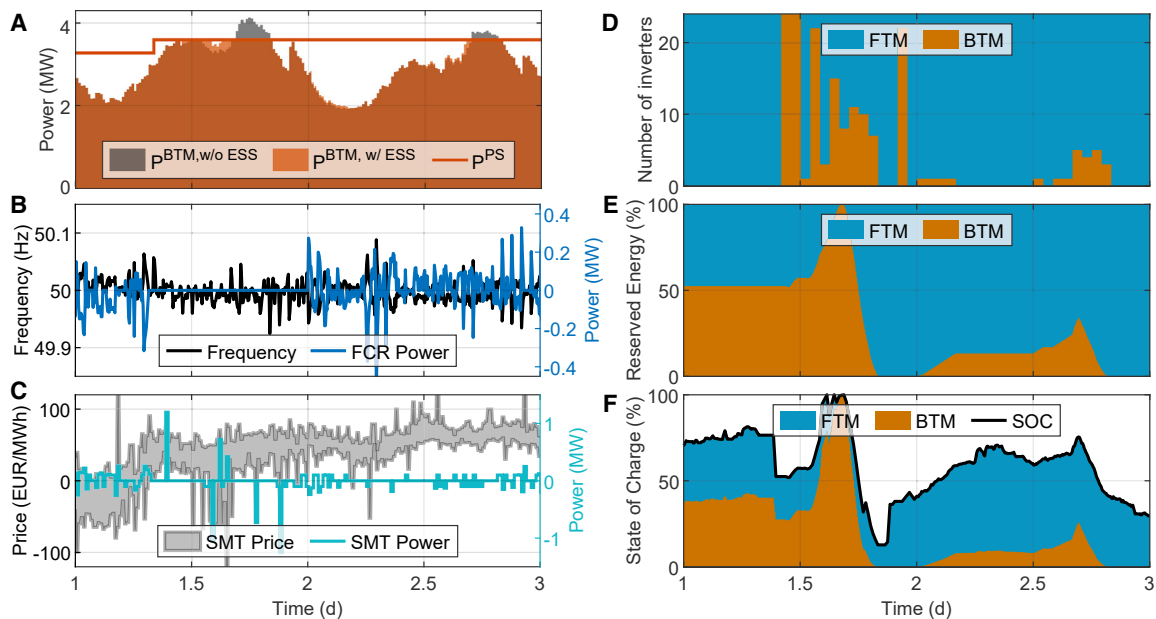 A
Power (MW)
4
2
0
P^BTM,w/o ESS P^BTM, w/ ESS P^PS
B
Frequency (Hz)
50.1
50
49.9
0.4
0.2
0
-0.2
-0.4
Power (MW)
Frequency FCR Power
C
Price (EUR/MWh)
100
0
-100
1
0
-1
Power (MW)
SMT Price SMT Power
1 1.5 2 2.5 3
Time (d)
D
Number of inverters
20
10
0
FTM BTM
E
Reserved Energy (%)
100
50
0
FTM BTM
F
State of Charge (%)
100
50
0
FTM BTM SOC
1 1.5 2 2.5 3
Time (d)